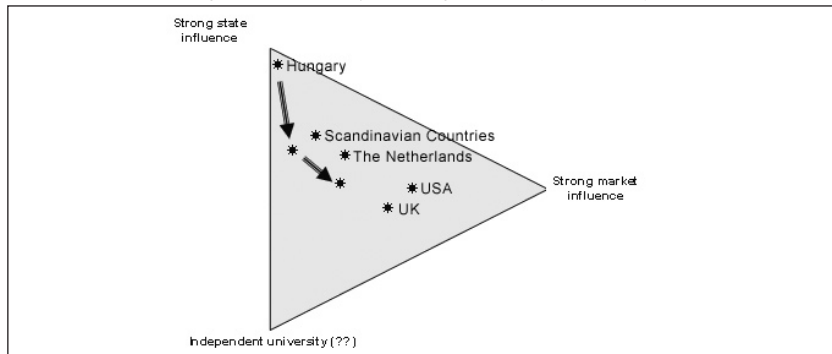 Strong state
influence
Hungary
Scandinavian Countries
The Netherlands
USA
Strong market
influence
UK
Independent university (??)